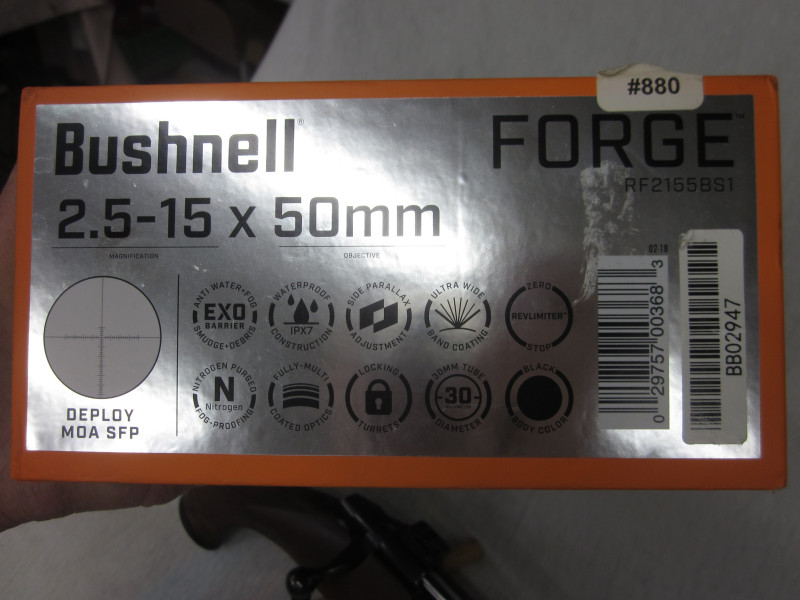 #880
Bushnell®
FORGE™
RF2155BS1
2.5-15 x 50mm
MAGNIFICATION
OBJECTIVE
DEPLOY
MOA SFP
ANTI WATER+FOG
EXO
BARRIER
SMUDGE+DEBRIS
WATERPROOF
IPX7
CONSTRUCTION
SIDE PARALLAX
ADJUSTMENT
ULTRA WIDE
BAND COATING
ZERO
REVLIMITER™
STOP
NITROGEN PURGED
N
Nitrogen
FOG-PROOFING
FULLY-MULTI
COATED OPTICS
LOCKING
TURRETS
30MM TUBE
30
DIAMETER
BLACK
BODY COLOR
02.18
0 29757 00368 3
BB02947